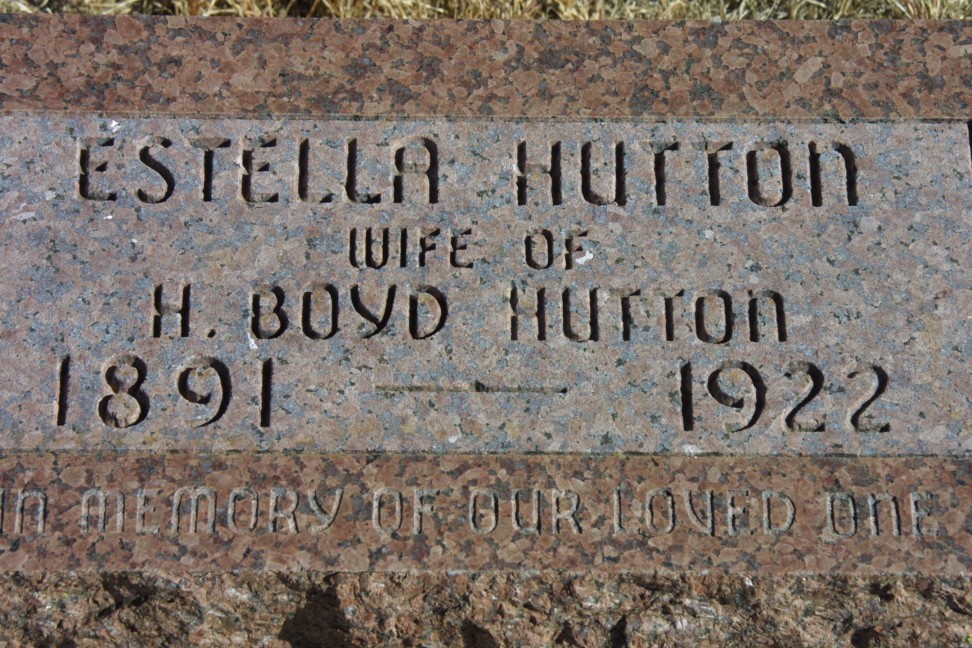 ESTELLA HUTTON
WIFE OF
H. BOYD HUTTON
1891 — 1922
IN MEMORY OF OUR LOVED ONE